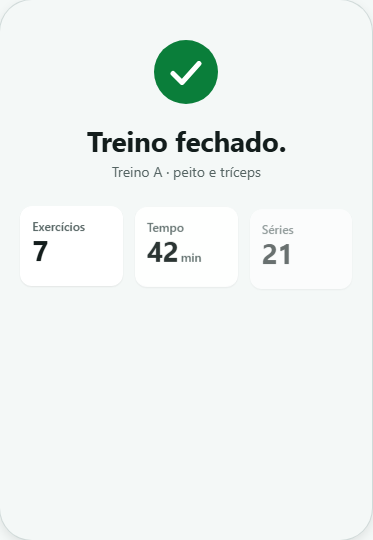 Treino fechado.
Treino A · peito e tríceps
Exercícios
7
Tempo
42 min
Séries
21